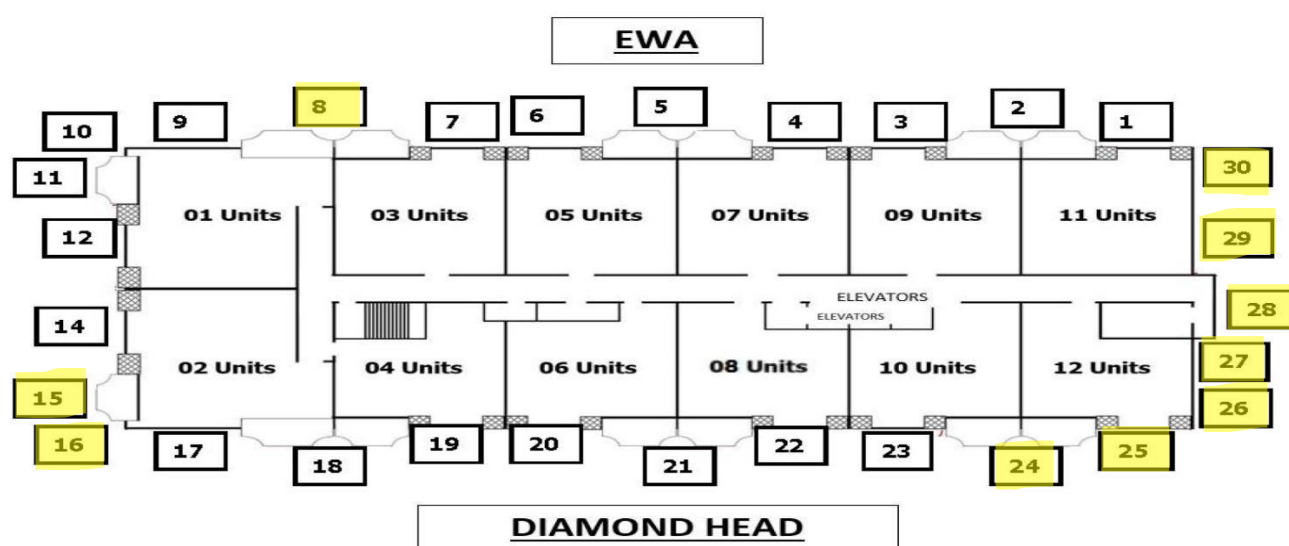 EWA
8
10 9 7 6 5 4 3 2 1
11 30
01 Units 03 Units 05 Units 07 Units 09 Units 11 Units
12 29
ELEVATORS
28
ELEVATORS
14
27
02 Units 04 Units 06 Units 08 Units 10 Units 12 Units
15 26
16 17 18 19 20 21 22 23 24 25
DIAMOND HEAD